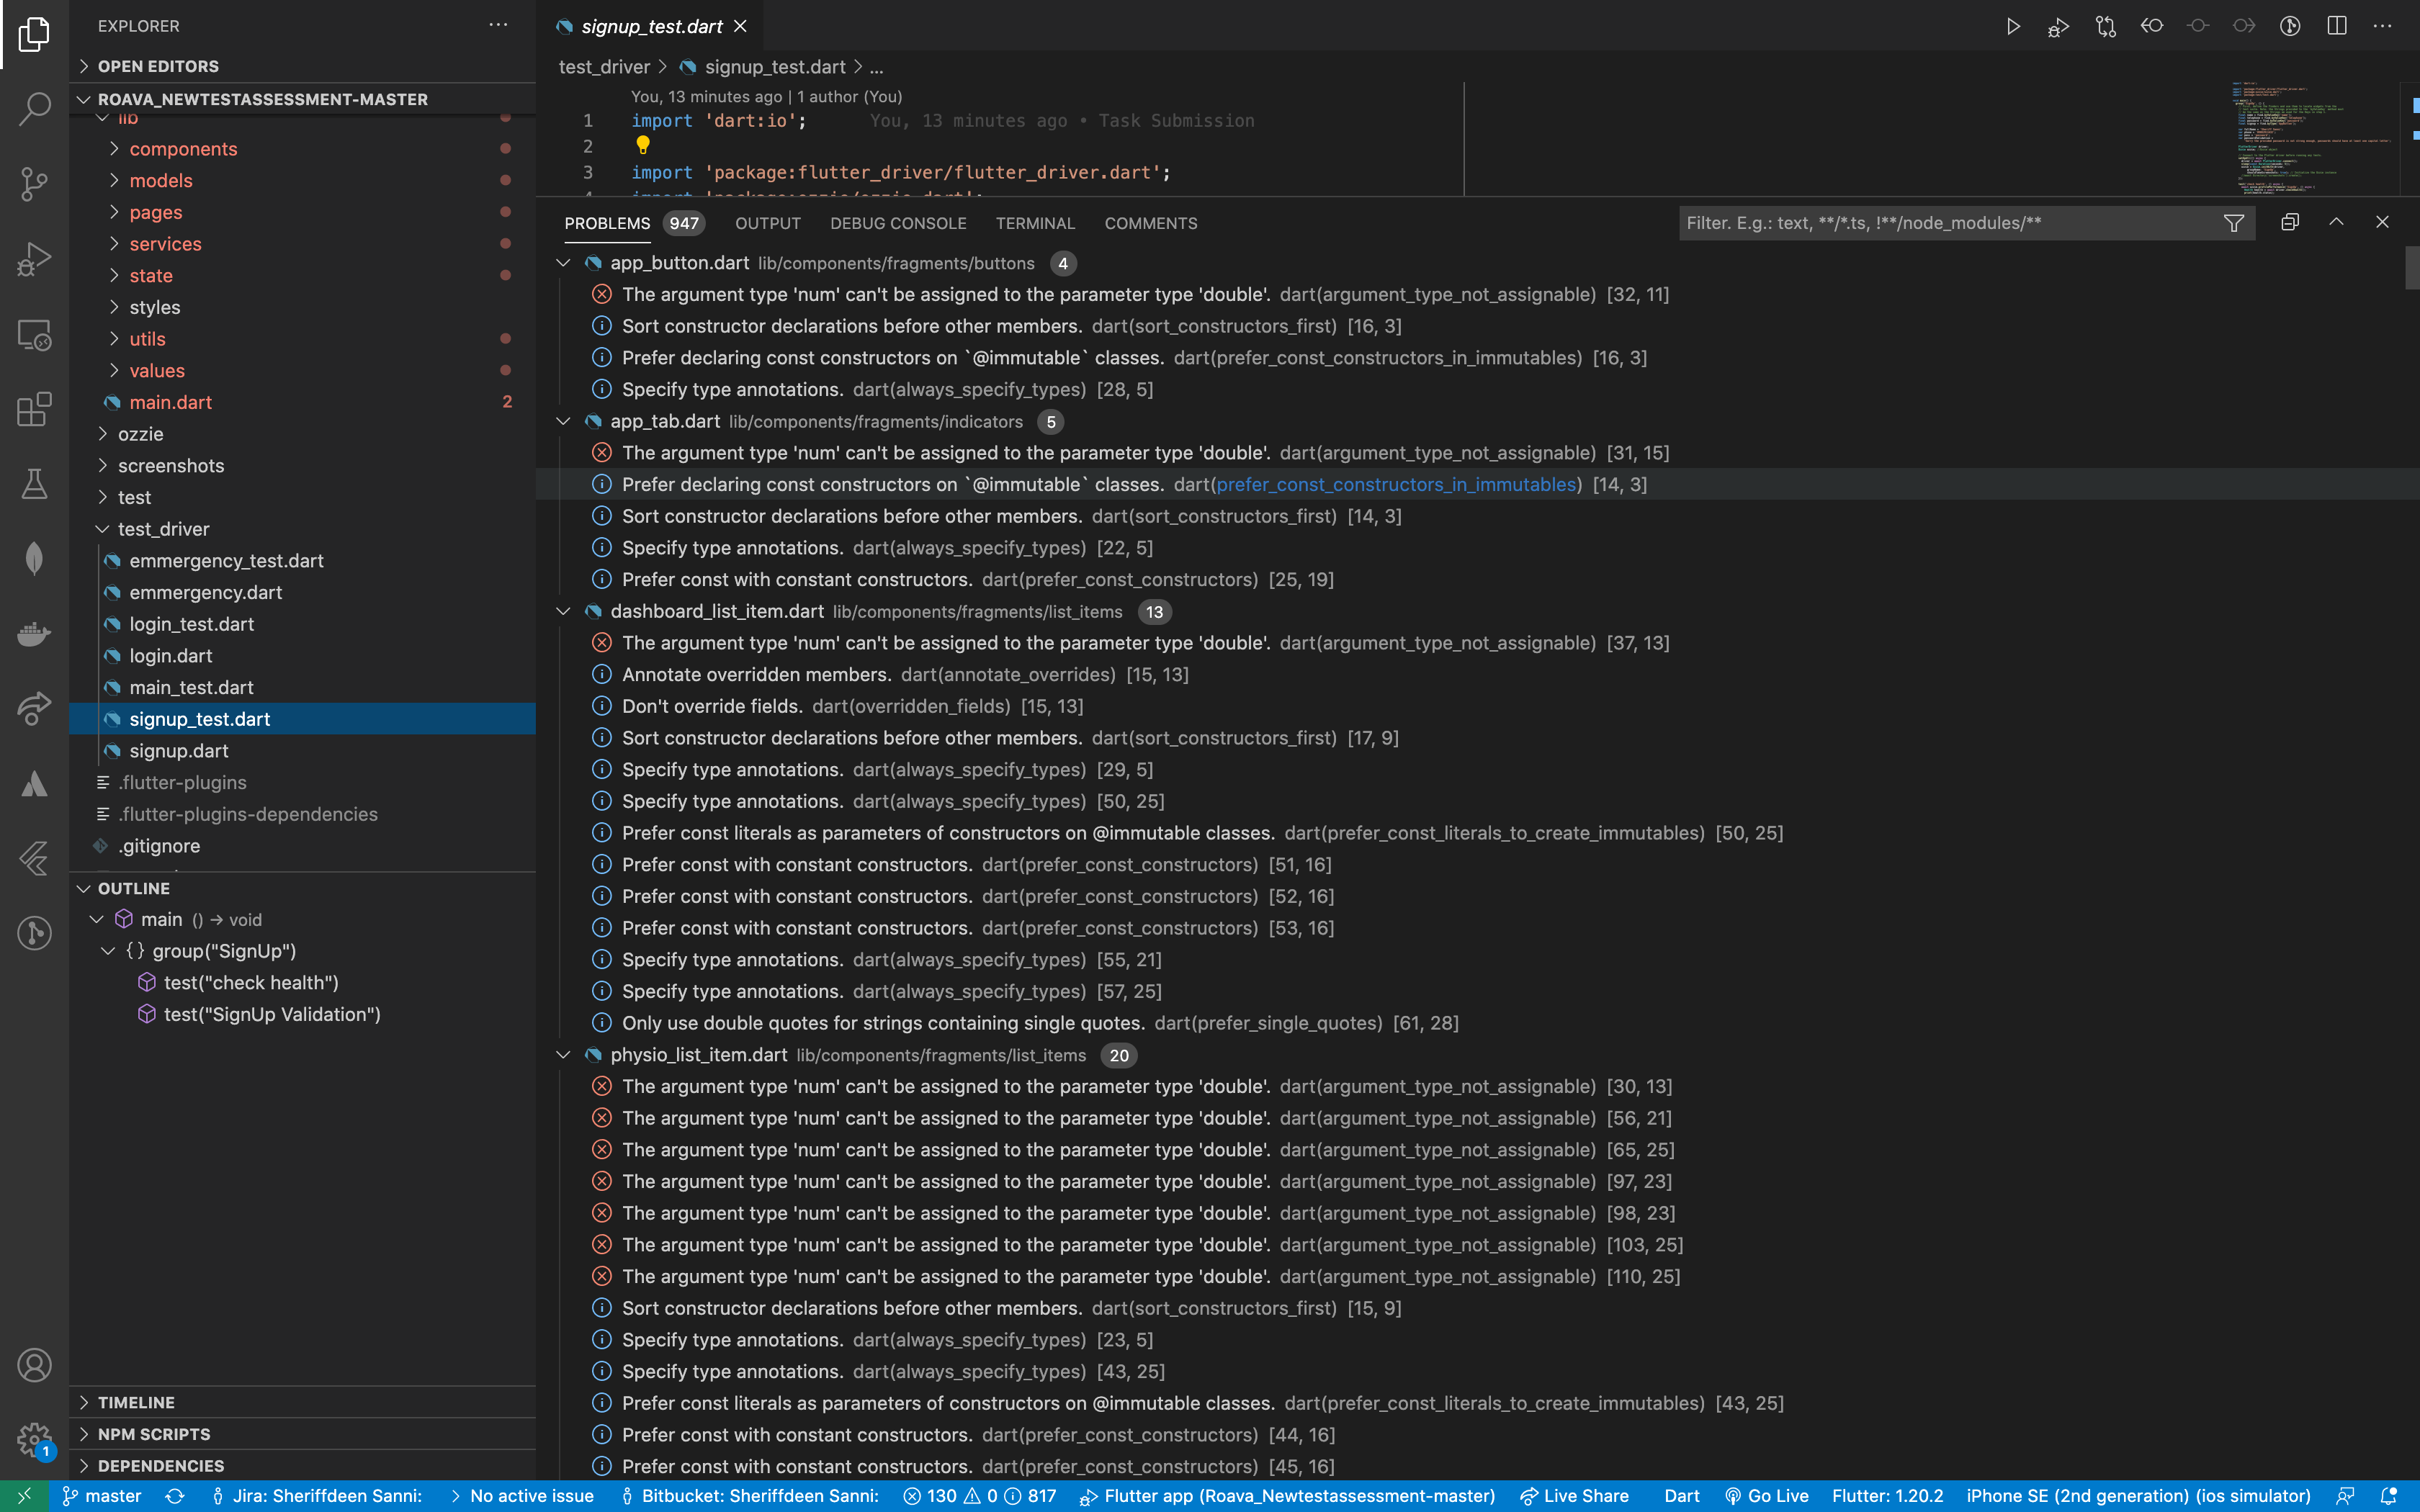 EXPLORER
OPEN EDITORS
ROAVA_NEWTESTASSESSMENT-MASTER
lib
components
models
pages
services
state
styles
utils
values
main.dart 2
ozzie
screenshots
test
test_driver
emmergency_test.dart
emmergency.dart
login_test.dart
login.dart
main_test.dart
signup_test.dart
signup.dart
.flutter-plugins
.flutter-plugins-dependencies
.gitignore
OUTLINE
main () → void
{} group("SignUp")
test("check health")
test("SignUp Validation")
TIMELINE
NPM SCRIPTS
DEPENDENCIES
1
signup_test.dart
test_driver > signup_test.dart > ...
You, 13 minutes ago | 1 author (You)
1 import 'dart:io'; You, 13 minutes ago • Task Submission
2
3 import 'package:flutter_driver/flutter_driver.dart';
4 import 'package:ozzie/ozzie.dart';
PROBLEMS 947 OUTPUT DEBUG CONSOLE TERMINAL COMMENTS
Filter. E.g.: text, **/*.ts, !**/node_modules/**
app_button.dart lib/components/fragments/buttons 4
The argument type 'num' can't be assigned to the parameter type 'double'. dart(argument_type_not_assignable) [32, 11]
Sort constructor declarations before other members. dart(sort_constructors_first) [16, 3]
Prefer declaring const constructors on `@immutable` classes. dart(prefer_const_constructors_in_immutables) [16, 3]
Specify type annotations. dart(always_specify_types) [28, 5]
app_tab.dart lib/components/fragments/indicators 5
The argument type 'num' can't be assigned to the parameter type 'double'. dart(argument_type_not_assignable) [31, 15]
Prefer declaring const constructors on `@immutable` classes. dart(prefer_const_constructors_in_immutables) [14, 3]
Sort constructor declarations before other members. dart(sort_constructors_first) [14, 3]
Specify type annotations. dart(always_specify_types) [22, 5]
Prefer const with constant constructors. dart(prefer_const_constructors) [25, 19]
dashboard_list_item.dart lib/components/fragments/list_items 13
The argument type 'num' can't be assigned to the parameter type 'double'. dart(argument_type_not_assignable) [37, 13]
Annotate overridden members. dart(annotate_overrides) [15, 13]
Don't override fields. dart(overridden_fields) [15, 13]
Sort constructor declarations before other members. dart(sort_constructors_first) [17, 9]
Specify type annotations. dart(always_specify_types) [29, 5]
Specify type annotations. dart(always_specify_types) [50, 25]
Prefer const literals as parameters of constructors on @immutable classes. dart(prefer_const_literals_to_create_immutables) [50, 25]
Prefer const with constant constructors. dart(prefer_const_constructors) [51, 16]
Prefer const with constant constructors. dart(prefer_const_constructors) [52, 16]
Prefer const with constant constructors. dart(prefer_const_constructors) [53, 16]
Specify type annotations. dart(always_specify_types) [55, 21]
Specify type annotations. dart(always_specify_types) [57, 25]
Only use double quotes for strings containing single quotes. dart(prefer_single_quotes) [61, 28]
physio_list_item.dart lib/components/fragments/list_items 20
The argument type 'num' can't be assigned to the parameter type 'double'. dart(argument_type_not_assignable) [30, 13]
The argument type 'num' can't be assigned to the parameter type 'double'. dart(argument_type_not_assignable) [56, 21]
The argument type 'num' can't be assigned to the parameter type 'double'. dart(argument_type_not_assignable) [65, 25]
The argument type 'num' can't be assigned to the parameter type 'double'. dart(argument_type_not_assignable) [97, 23]
The argument type 'num' can't be assigned to the parameter type 'double'. dart(argument_type_not_assignable) [98, 23]
The argument type 'num' can't be assigned to the parameter type 'double'. dart(argument_type_not_assignable) [103, 25]
The argument type 'num' can't be assigned to the parameter type 'double'. dart(argument_type_not_assignable) [110, 25]
Sort constructor declarations before other members. dart(sort_constructors_first) [15, 9]
Specify type annotations. dart(always_specify_types) [23, 5]
Specify type annotations. dart(always_specify_types) [43, 25]
Prefer const literals as parameters of constructors on @immutable classes. dart(prefer_const_literals_to_create_immutables) [43, 25]
Prefer const with constant constructors. dart(prefer_const_constructors) [44, 16]
Prefer const with constant constructors. dart(prefer_const_constructors) [45, 16]
master Jira: Sheriffdeen Sanni: No active issue Bitbucket: Sheriffdeen Sanni: 130 0 817 Flutter app (Roava_Newtestassessment-master) Live Share Dart Go Live Flutter: 1.20.2 iPhone SE (2nd generation) (ios simulator)